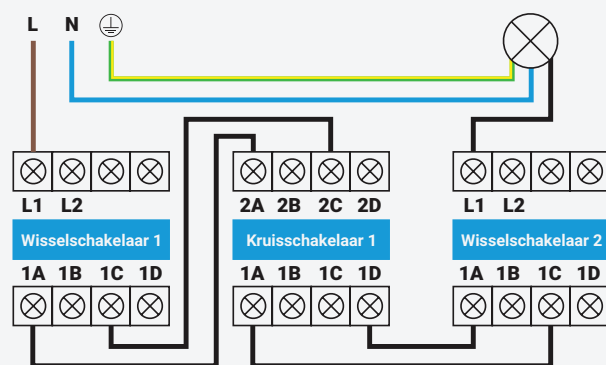 L N
L1 L2 2A 2B 2C 2D L1 L2
Wisselschakelaar 1 Kruisschakelaar 1 Wisselschakelaar 2
1A 1B 1C 1D 1A 1B 1C 1D 1A 1B 1C 1D